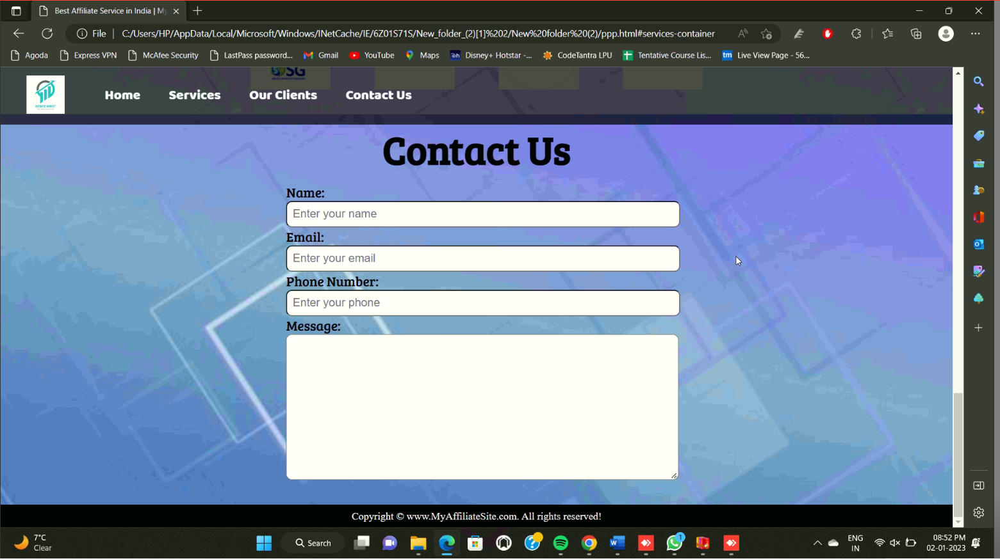 Best Affiliate Service in India | My
File
C:/Users/HP/AppData/Local/Microsoft/Windows/INetCache/IE/6Z01S71S/New_folder_(2)[1]%202/New%20folder%20(2)/ppp.html#services-container
Agoda Express VPN McAfee Security LastPass password... Gmail YouTube Maps Disney+ Hotstar -... CodeTantra LPU Tentative Course Lis... Live View Page - 56...
SG
Home Services Our Clients Contact Us
Contact Us
Name:
Enter your name
Email:
Enter your email
Phone Number:
Enter your phone
Message:
Copyright © www.MyAffiliateSite.com. All rights reserved!
7°C
Clear
Search
1
ENG
IN
08:52 PM
02-01-2023